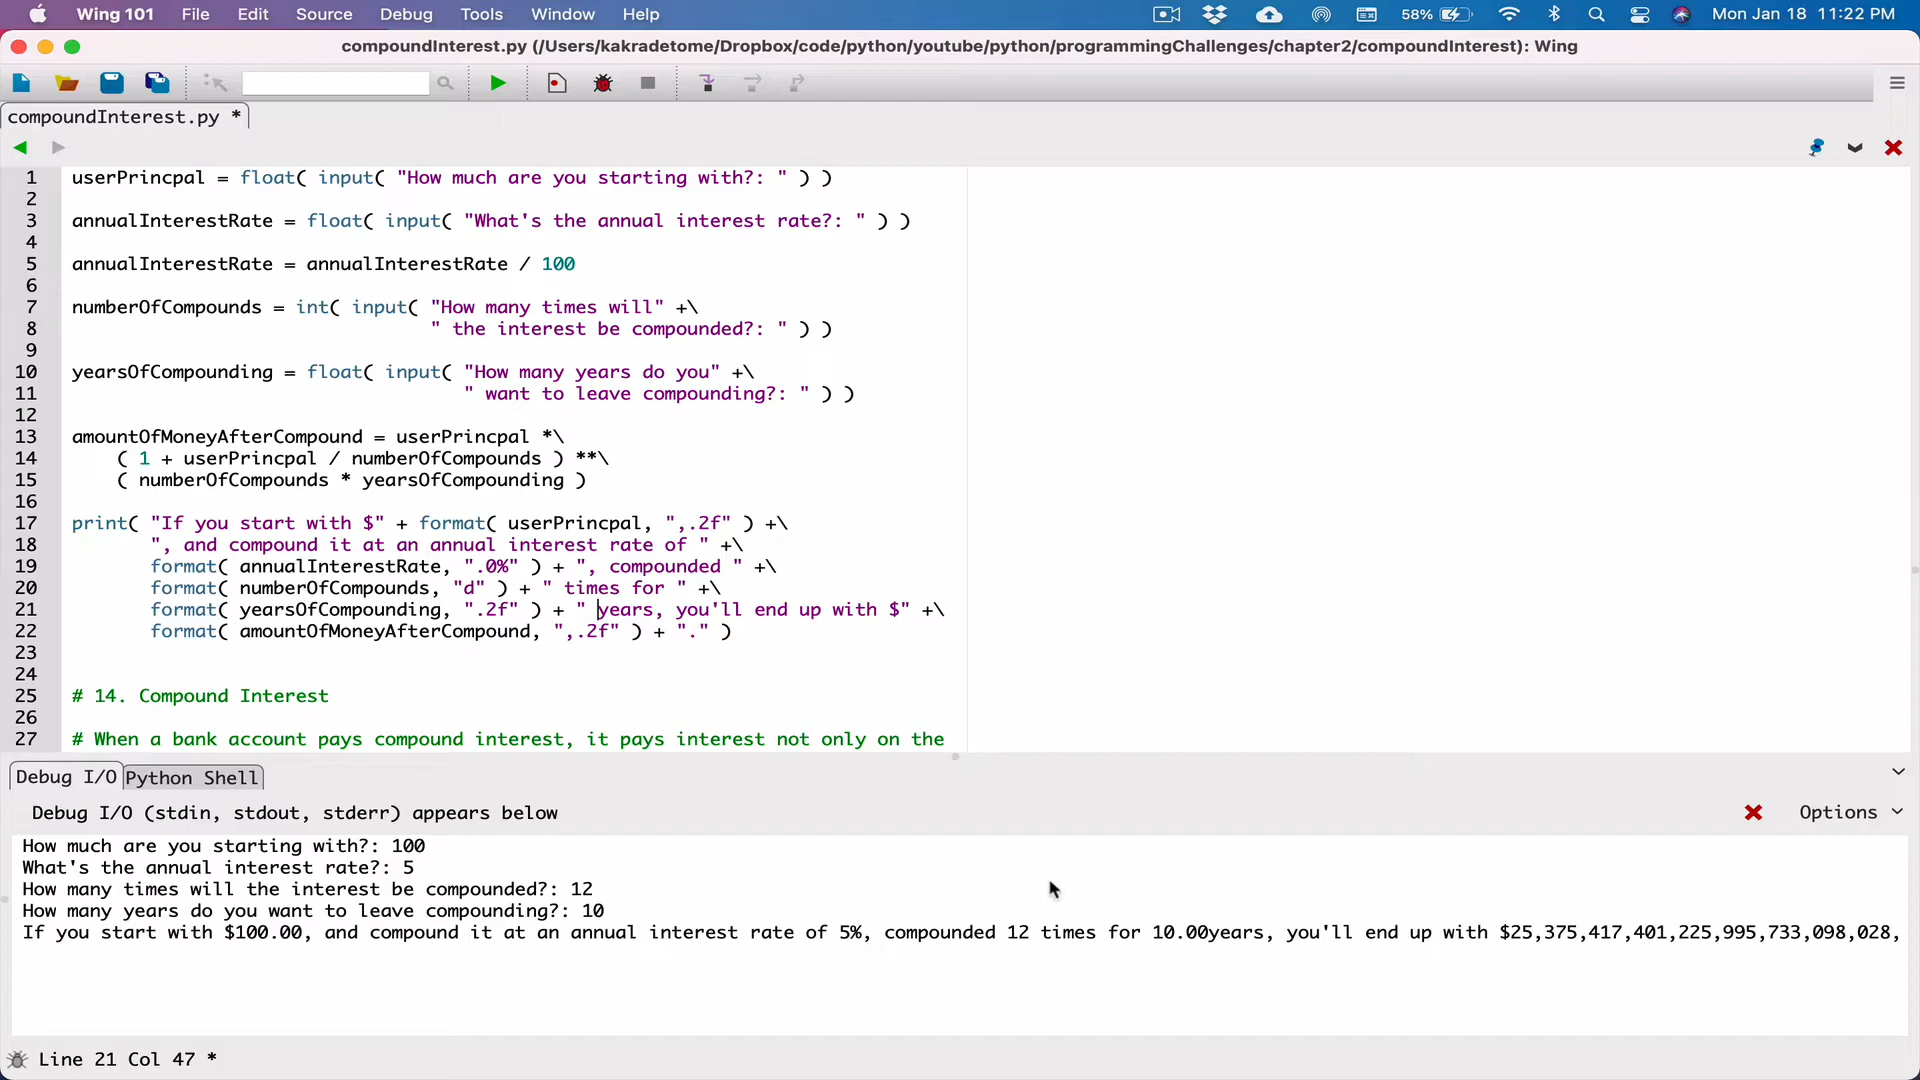 Wing 101 File Edit Source Debug Tools Window Help 58% Mon Jan 18 11:22 PM
compoundInterest.py (/Users/kakradetome/Dropbox/code/python/youtube/python/programmingChallenges/chapter2/compoundInterest): Wing
compoundInterest.py *
1 userPrincpal = float( input( "How much are you starting with?: " ) )
2
3 annualInterestRate = float( input( "What's the annual interest rate?: " ) )
4
5 annualInterestRate = annualInterestRate / 100
6
7 numberOfCompounds = int( input( "How many times will" +\
8 " the interest be compounded?: " ) )
9
10 yearsOfCompounding = float( input( "How many years do you" +\
11 " want to leave compounding?: " ) )
12
13 amountOfMoneyAfterCompound = userPrincpal *\
14 ( 1 + userPrincpal / numberOfCompounds ) **\
15 ( numberOfCompounds * yearsOfCompounding )
16
17 print( "If you start with $" + format( userPrincpal, ",.2f" ) +\
18 ", and compound it at an annual interest rate of " +\
19 format( annualInterestRate, ".0%" ) + ", compounded " +\
20 format( numberOfCompounds, "d" ) + " times for " +\
21 format( yearsOfCompounding, ".2f" ) + " years, you'll end up with $" +\
22 format( amountOfMoneyAfterCompound, ",.2f" ) + "." )
23
24
25 # 14. Compound Interest
26
27 # When a bank account pays compound interest, it pays interest not only on the
Debug I/O Python Shell
Debug I/O (stdin, stdout, stderr) appears below Options
How much are you starting with?: 100
What's the annual interest rate?: 5
How many times will the interest be compounded?: 12
How many years do you want to leave compounding?: 10
If you start with $100.00, and compound it at an annual interest rate of 5%, compounded 12 times for 10.00years, you'll end up with $25,375,417,401,225,995,733,098,028,
Line 21 Col 47 *